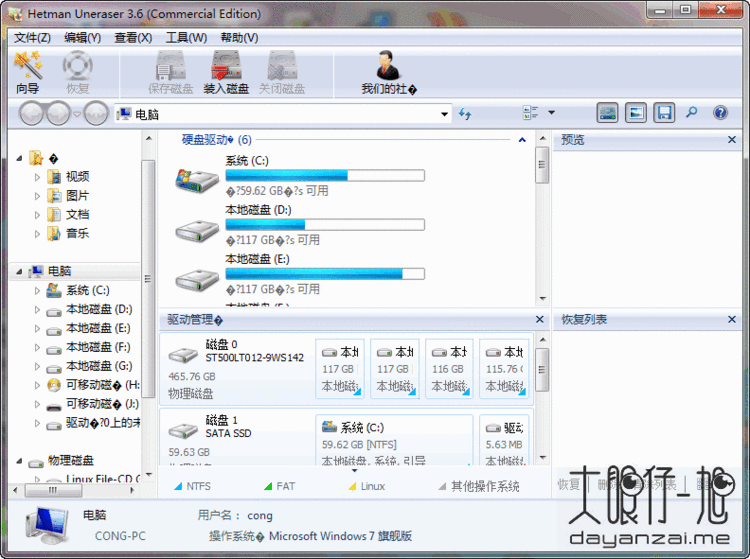 Hetman Uneraser 3.6 (Commercial Edition)
文件(Z) 编辑(Y) 查看(X) 工具(W) 帮助(V)
向导 恢复 保存磁盘 装入磁盘 关闭磁盘 我们的社�
电脑
�
视频
图片
文档
音乐
电脑
系统 (C:)
本地磁盘 (D:)
本地磁盘 (E:)
本地磁盘 (F:)
本地磁盘 (G:)
可移动磁� (H:
可移动磁� (J:)
驱动�?0上的未
物理磁盘
Linux File-CD G
硬盘驱动� (6)
系统 (C:)
�?59.62 GB�?s 可用
本地磁盘 (D:)
�?117 GB�?s 可用
本地磁盘 (E:)
�?117 GB�?s 可用
驱动管理�
磁盘 0
ST500LT012-9WS142
465.76 GB
物理磁盘
本地
117 GB
本地磁盘
本地
117 GB
本地磁盘
本地
116 GB
本地磁盘
本地
115.76 G
本地磁盘
磁盘 1
SATA SSD
59.63 GB
系统 (C:)
59.62 GB [NTFS]
本地磁盘, 系统, 引导
驱动
5.63 MB
NTFS FAT Linux 其他操作系统
预览
恢复列表
恢复
电脑
CONG-PC
用户名： cong
操作系统� Microsoft Windows 7 旗舰版
大眼仔~旭
dayanzai.me